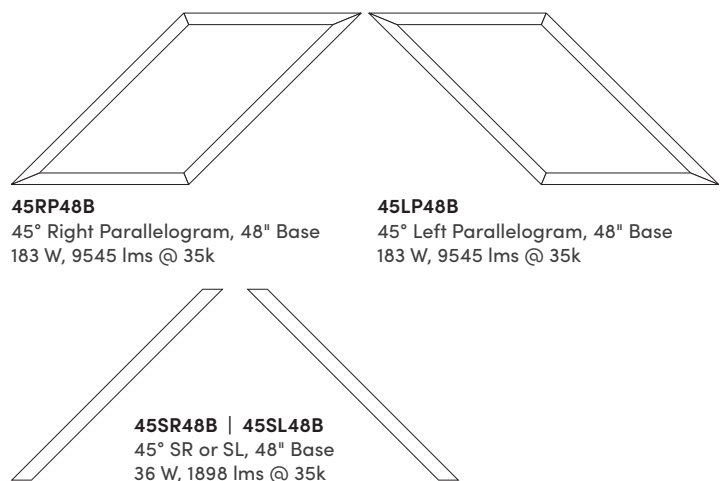 45RP48B
45° Right Parallelogram, 48" Base
183 W, 9545 lms @ 35k
45LP48B
45° Left Parallelogram, 48" Base
183 W, 9545 lms @ 35k
45SR48B | 45SL48B
45° SR or SL, 48" Base
36 W, 1898 lms @ 35k